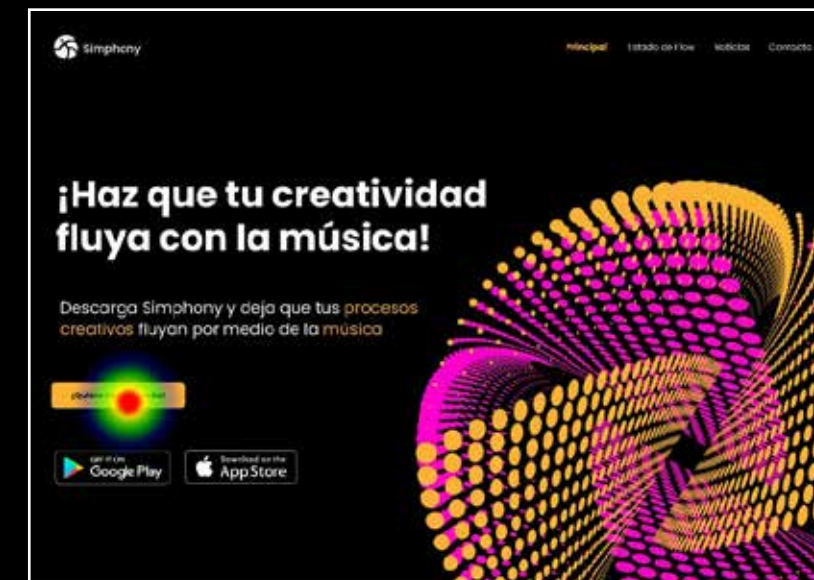 Simphony
Principal Estado de Flow Noticias Contacto
¡Haz que tu creatividad
fluya con la música!
Descarga Simphony y deja que tus procesos
creativos fluyan por medio de la música
GET IT ON
Google Play
Download on the
App Store